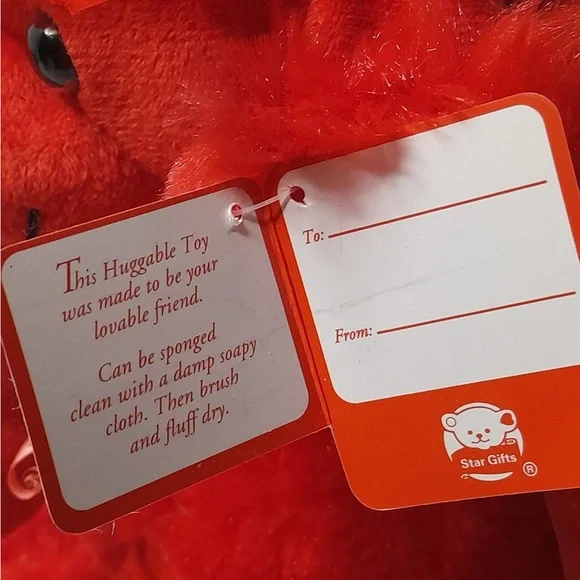 This Huggable Toy
was made to be your
lovable friend.
Can be sponged
clean with a damp soapy
cloth. Then brush
and fluff dry.
To:
From:
Star Gifts
®